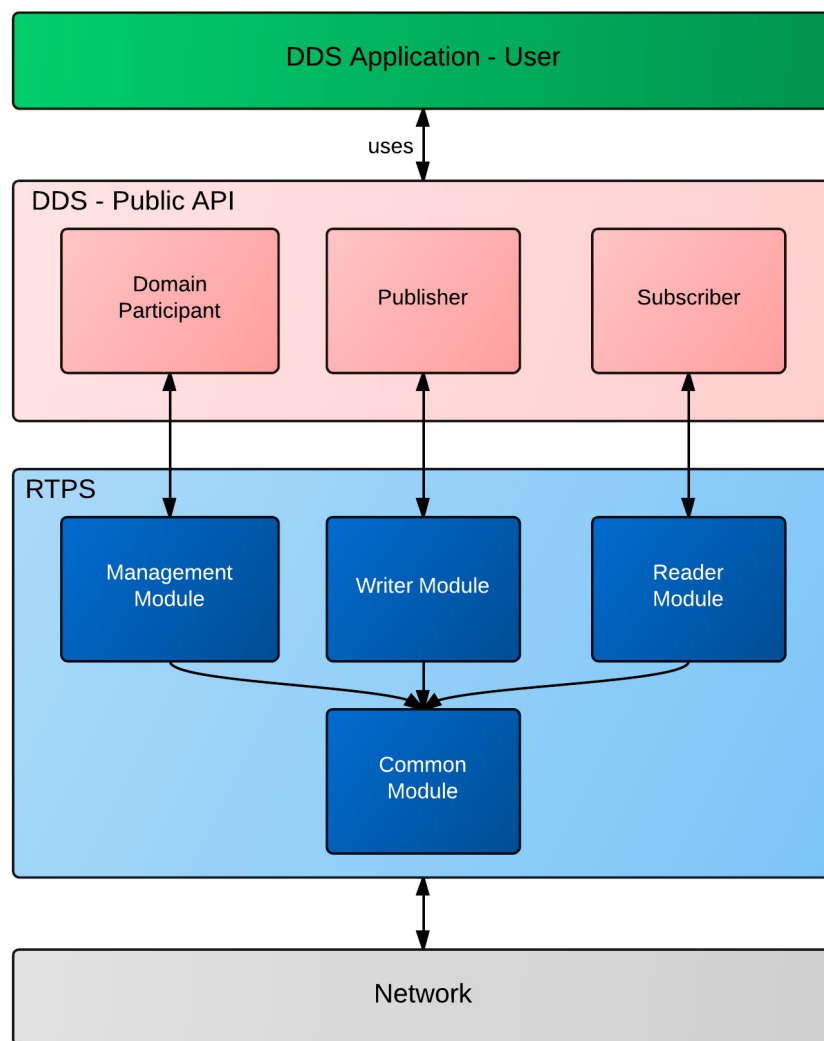 DDS Application - User
uses
DDS - Public API
Domain
Participant
Publisher
Subscriber
RTPS
Management
Module
Writer Module
Reader
Module
Common
Module
Network